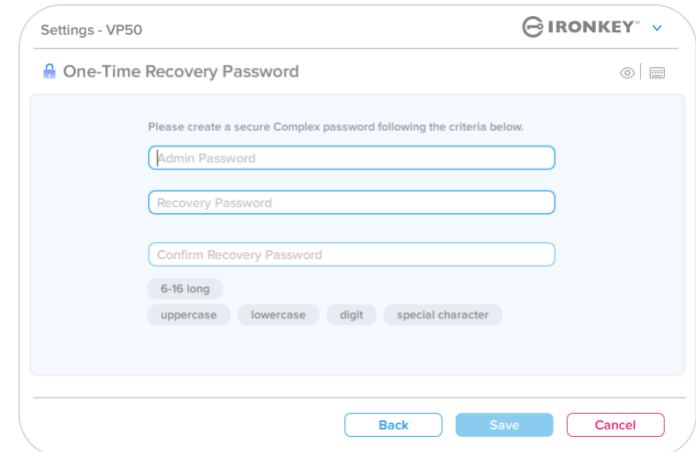 Settings - VP50
IRONKEY™
One-Time Recovery Password
Please create a secure Complex password following the criteria below.
Admin Password
Recovery Password
Confirm Recovery Password
6-16 long
uppercase lowercase digit special character
Back Save Cancel